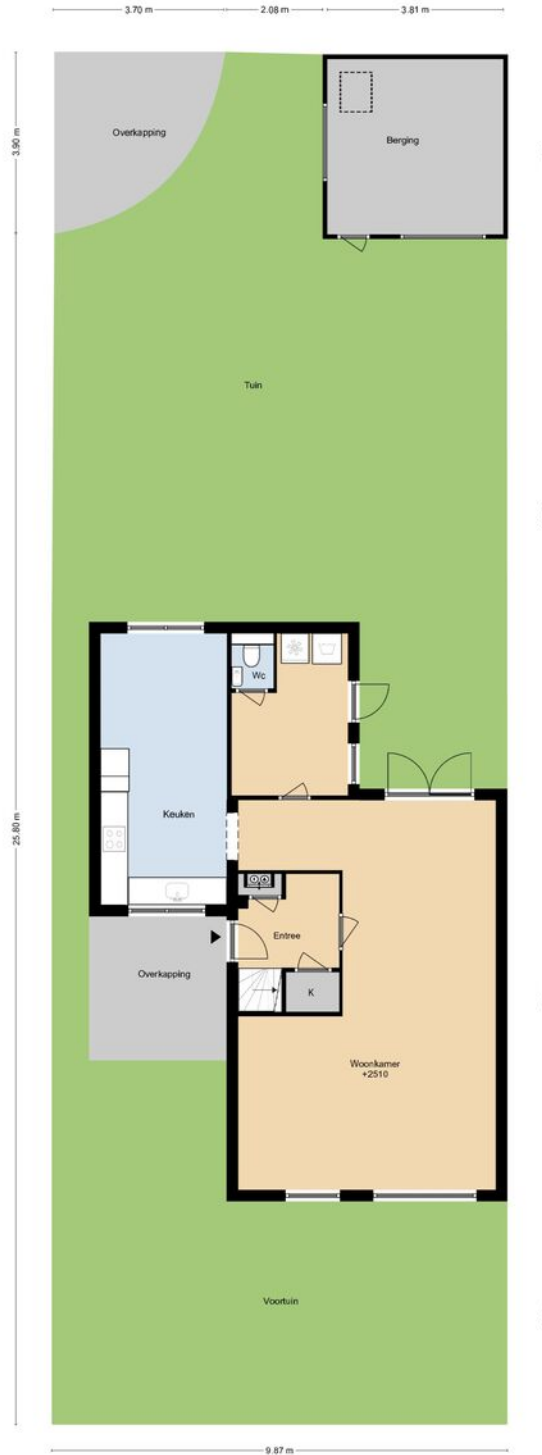 3.70 m
2.08 m
3.81 m
3.90 m
Overkapping
Berging
Tuin
Wc
Keuken
25.80 m
Entree
Overkapping
K
Woonkamer
+2510
Voortuin
9.87 m